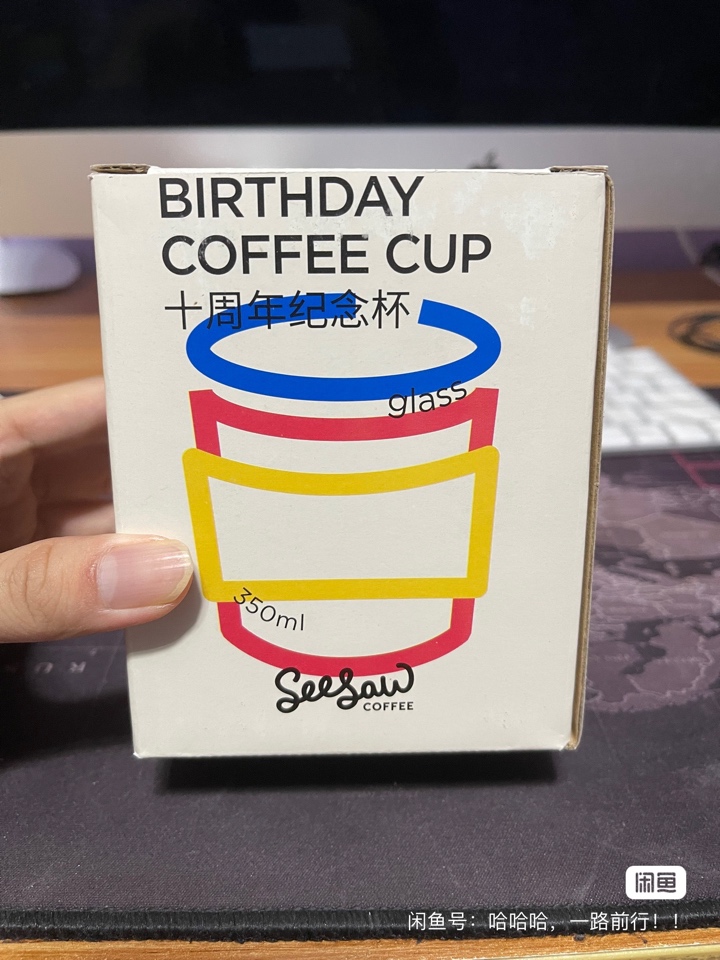 BIRTHDAY
COFFEE CUP
十周年纪念杯
glass
350ml
SeeSaw
COFFEE
闲鱼
闲鱼号：哈哈哈，一路前行！！